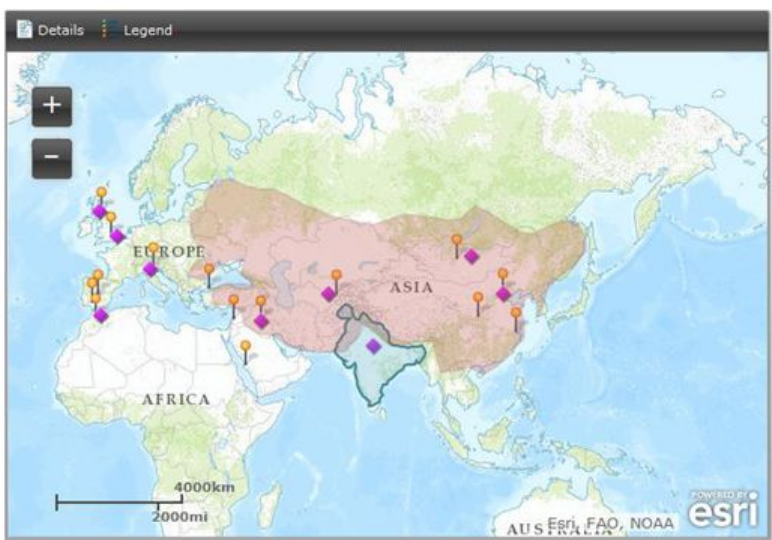 Details Legend
+
−
EUROPE
ASIA
AFRICA
4000km
2000mi
AUSTRALIA
Esri, FAO, NOAA
POWERED BY
esri